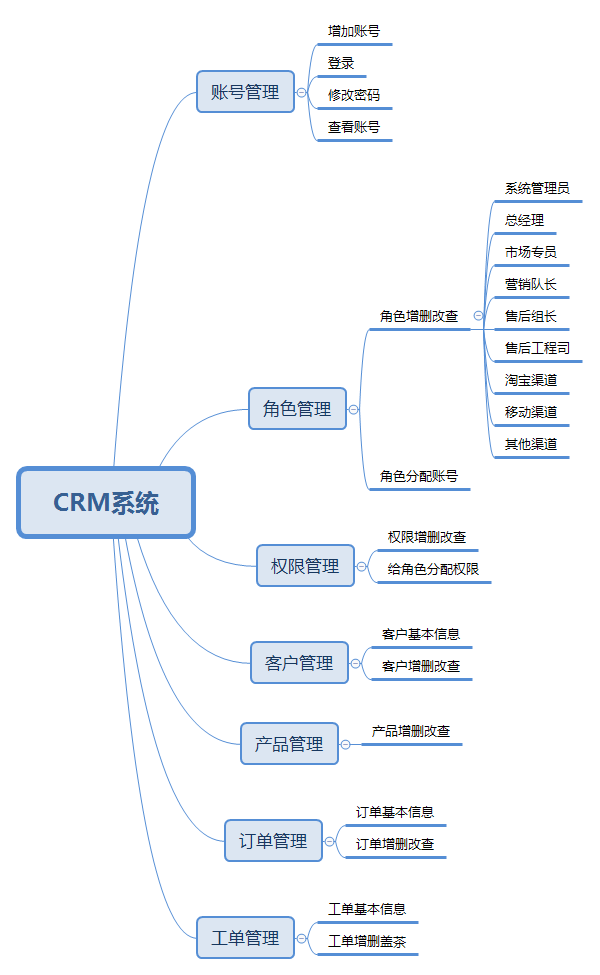 CRM系统
账号管理
增加账号
登录
修改密码
查看账号
角色管理
角色增删改查
系统管理员
总经理
市场专员
营销队长
售后组长
售后工程司
淘宝渠道
移动渠道
其他渠道
角色分配账号
权限管理
权限增删改查
给角色分配权限
客户管理
客户基本信息
客户增删改查
产品管理
产品增删改查
订单管理
订单基本信息
订单增删改查
工单管理
工单基本信息
工单增删盖茶